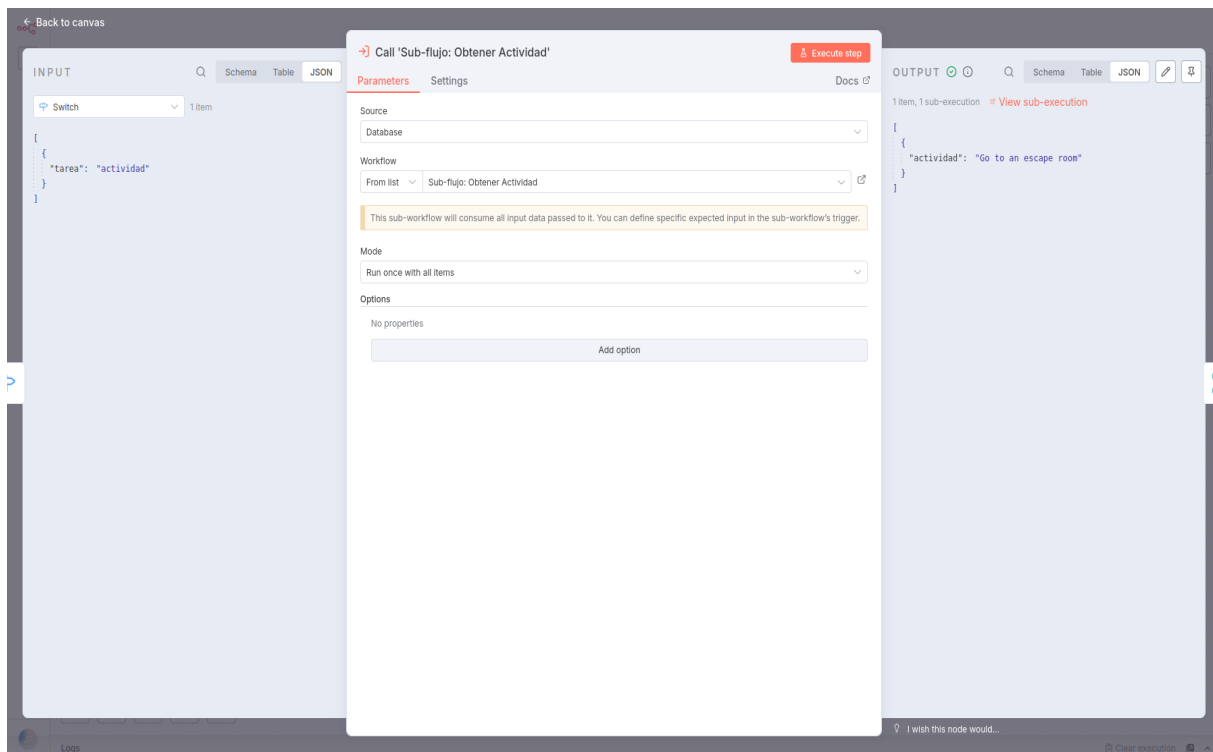 Back to canvas
Call 'Sub-flujo: Obtener Actividad'
Execute step
Parameters
Settings
Docs
INPUT
Schema
Table
JSON
Switch
1 item
[
{
"tarea": "actividad"
}
]
Source
Database
Workflow
From list
Sub-flujo: Obtener Actividad
This sub-workflow will consume all input data passed to it. You can define specific expected input in the sub-workflow's trigger.
Mode
Run once with all items
Options
No properties
Add option
OUTPUT
Schema
Table
JSON
1 item, 1 sub-execution
View sub-execution
[
{
"actividad": "Go to an escape room"
}
]
I wish this node would...
Logs
Clear execution